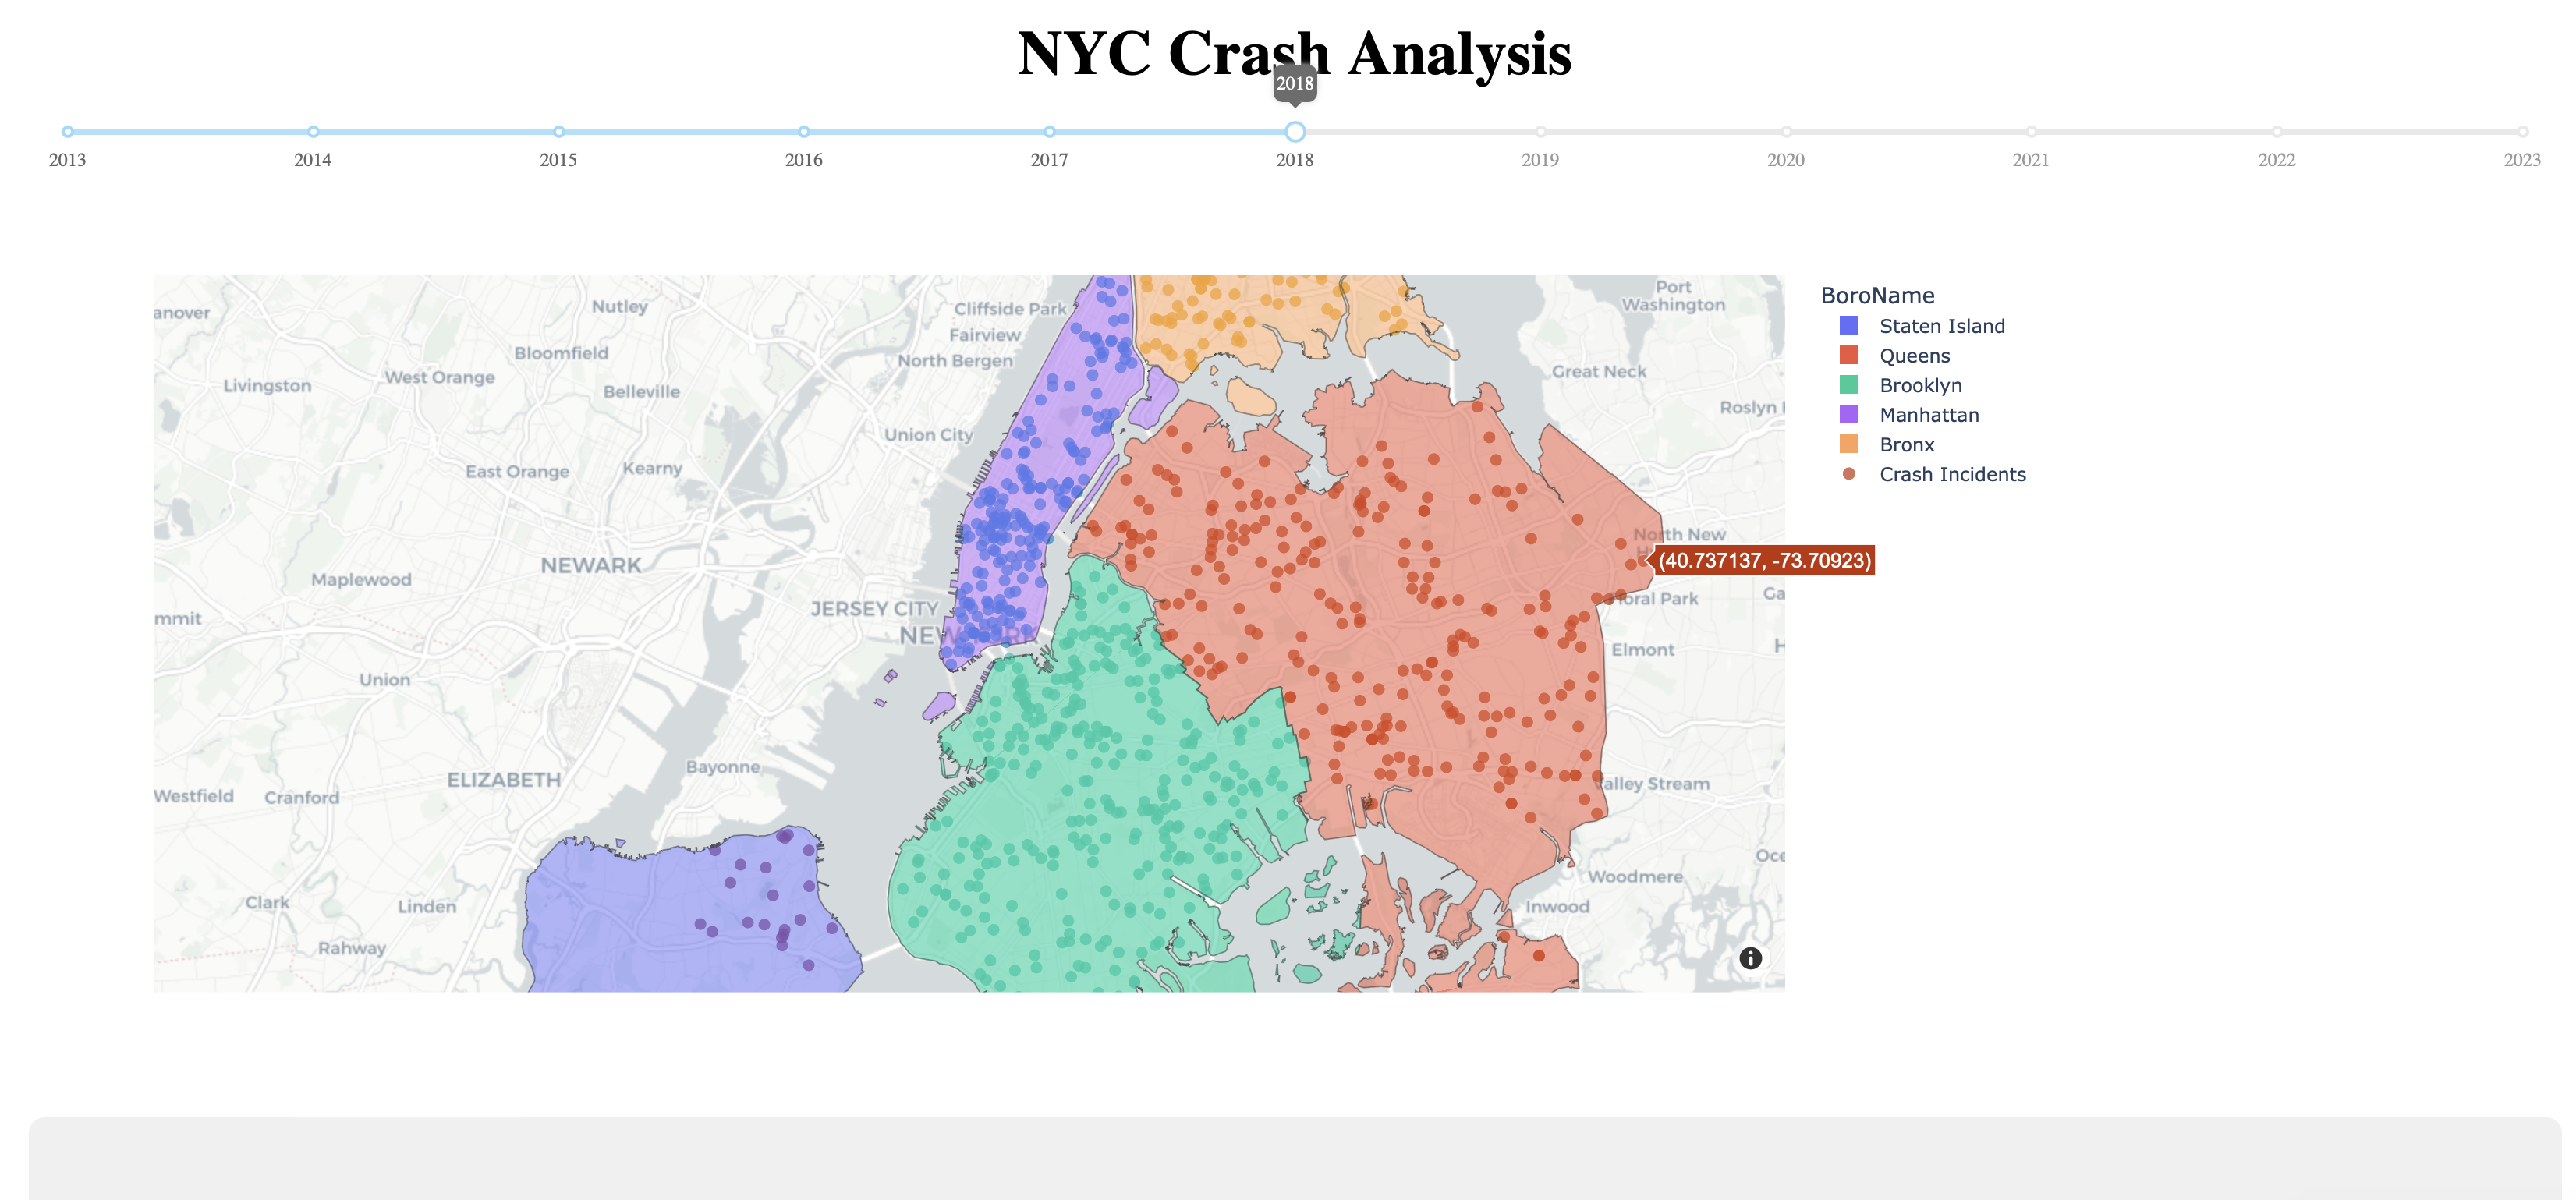 NYC Crash Analysis
2018
2013 2014 2015 2016 2017 2018 2019 2020 2021 2022 2023
anover
Nutley
Cliffside Park
Port
Washington
BoroName
Staten Island
Queens
Brooklyn
Manhattan
Bronx
Crash Incidents
Fairview
North Bergen
Bloomfield
West Orange
Livingston
Belleville
Great Neck
Roslyn
Union City
East Orange
Kearny
North New
NEWARK
(40.737137, -73.70923)
Maplewood
JERSEY CITY
NEW YORK
oral Park
Ga
mmit
Elmont
H
Union
Bayonne
ELIZABETH
Westfield
Cranford
alley Stream
Oce
Woodmere
Clark
Linden
Inwood
Rahway
i